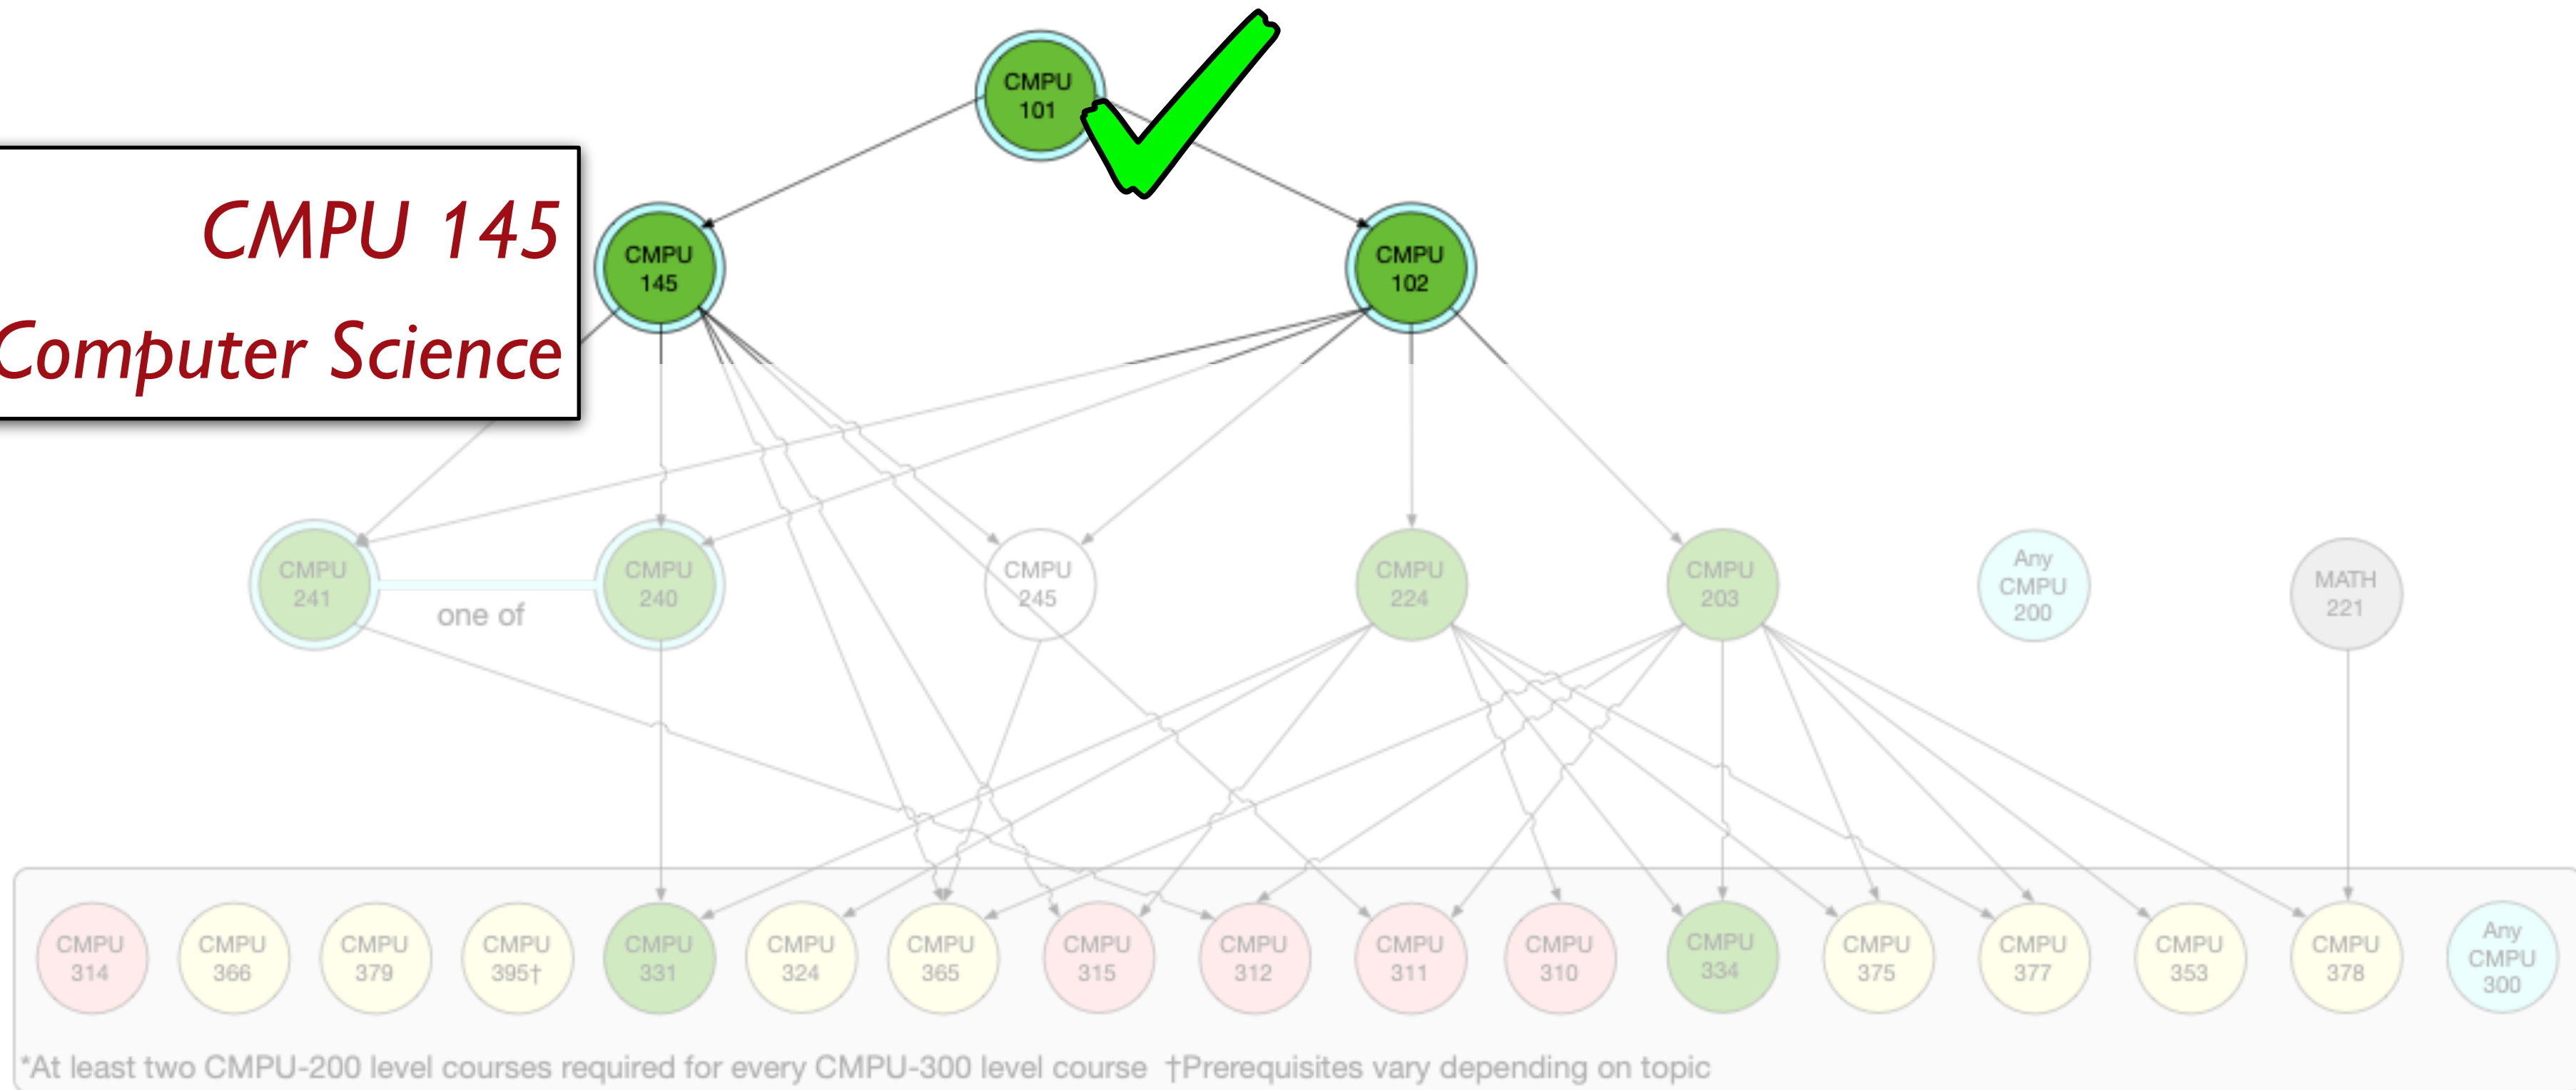 CMPU
101
CMPU 145
Computer Science
CMPU
145
CMPU
102
CMPU
241
one of
CMPU
240
CMPU
245
CMPU
224
CMPU
203
Any
CMPU
200
MATH
221
CMPU
314
CMPU
366
CMPU
379
CMPU
395†
CMPU
331
CMPU
324
CMPU
365
CMPU
315
CMPU
312
CMPU
311
CMPU
310
CMPU
334
CMPU
375
CMPU
377
CMPU
353
CMPU
378
Any
CMPU
300
*At least two CMPU-200 level courses required for every CMPU-300 level course †Prerequisites vary depending on topic